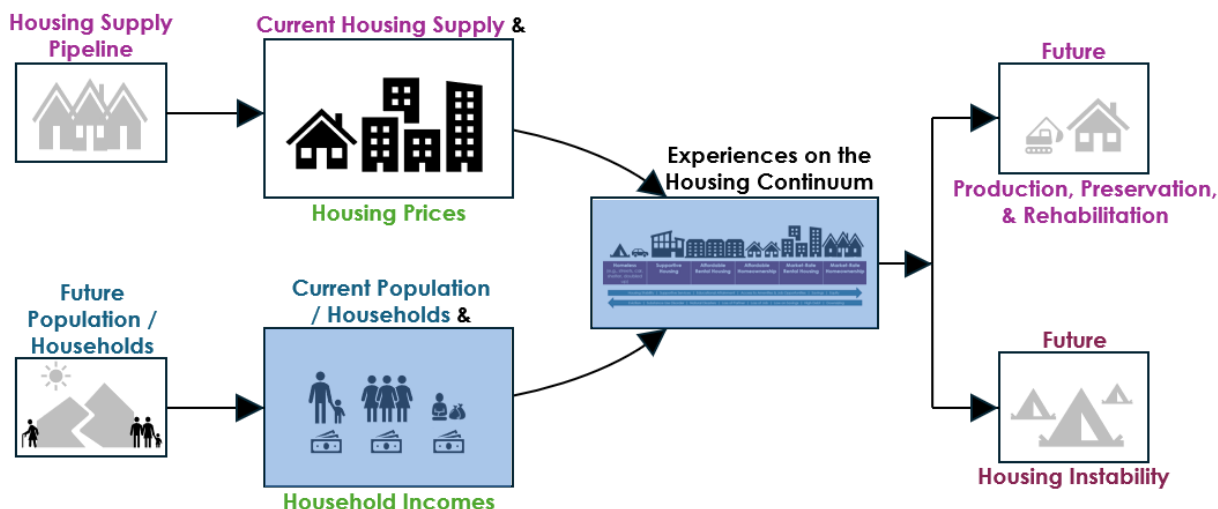 Housing Supply
Pipeline
Current Housing Supply &
Housing Prices
Future
Population /
Households
Current Population
/ Households &
Household Incomes
Experiences on the
Housing Continuum
Supportive
Housing
Affordable
Rental Housing
Affordable
Homeownership
Market Rate
Rental Housing
Market Rate
Homeownership
Future
Production, Preservation,
& Rehabilitation
Future
Housing Instability